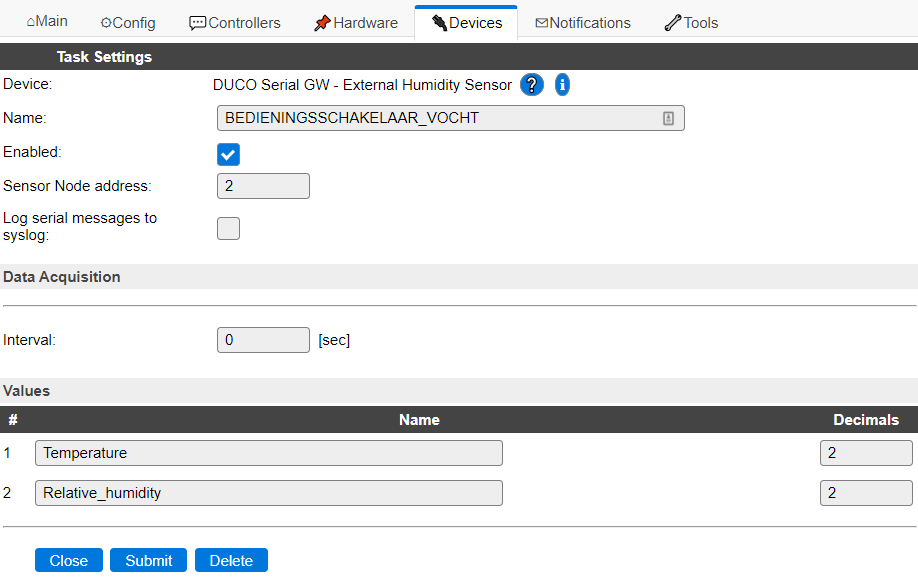 ⌂Main ⚙Config 💬Controllers 📌Hardware 🔌Devices ✉Notifications 🔧Tools
Task Settings
Device: DUCO Serial GW - External Humidity Sensor ? i
Name: BEDIENINGSSCHAKELAAR_VOCHT
Enabled:
Sensor Node address: 2
Log serial messages to
syslog:
Data Acquisition
Interval: 0 [sec]
Values
# Name Decimals
1 Temperature 2
2 Relative_humidity 2
Close Submit Delete